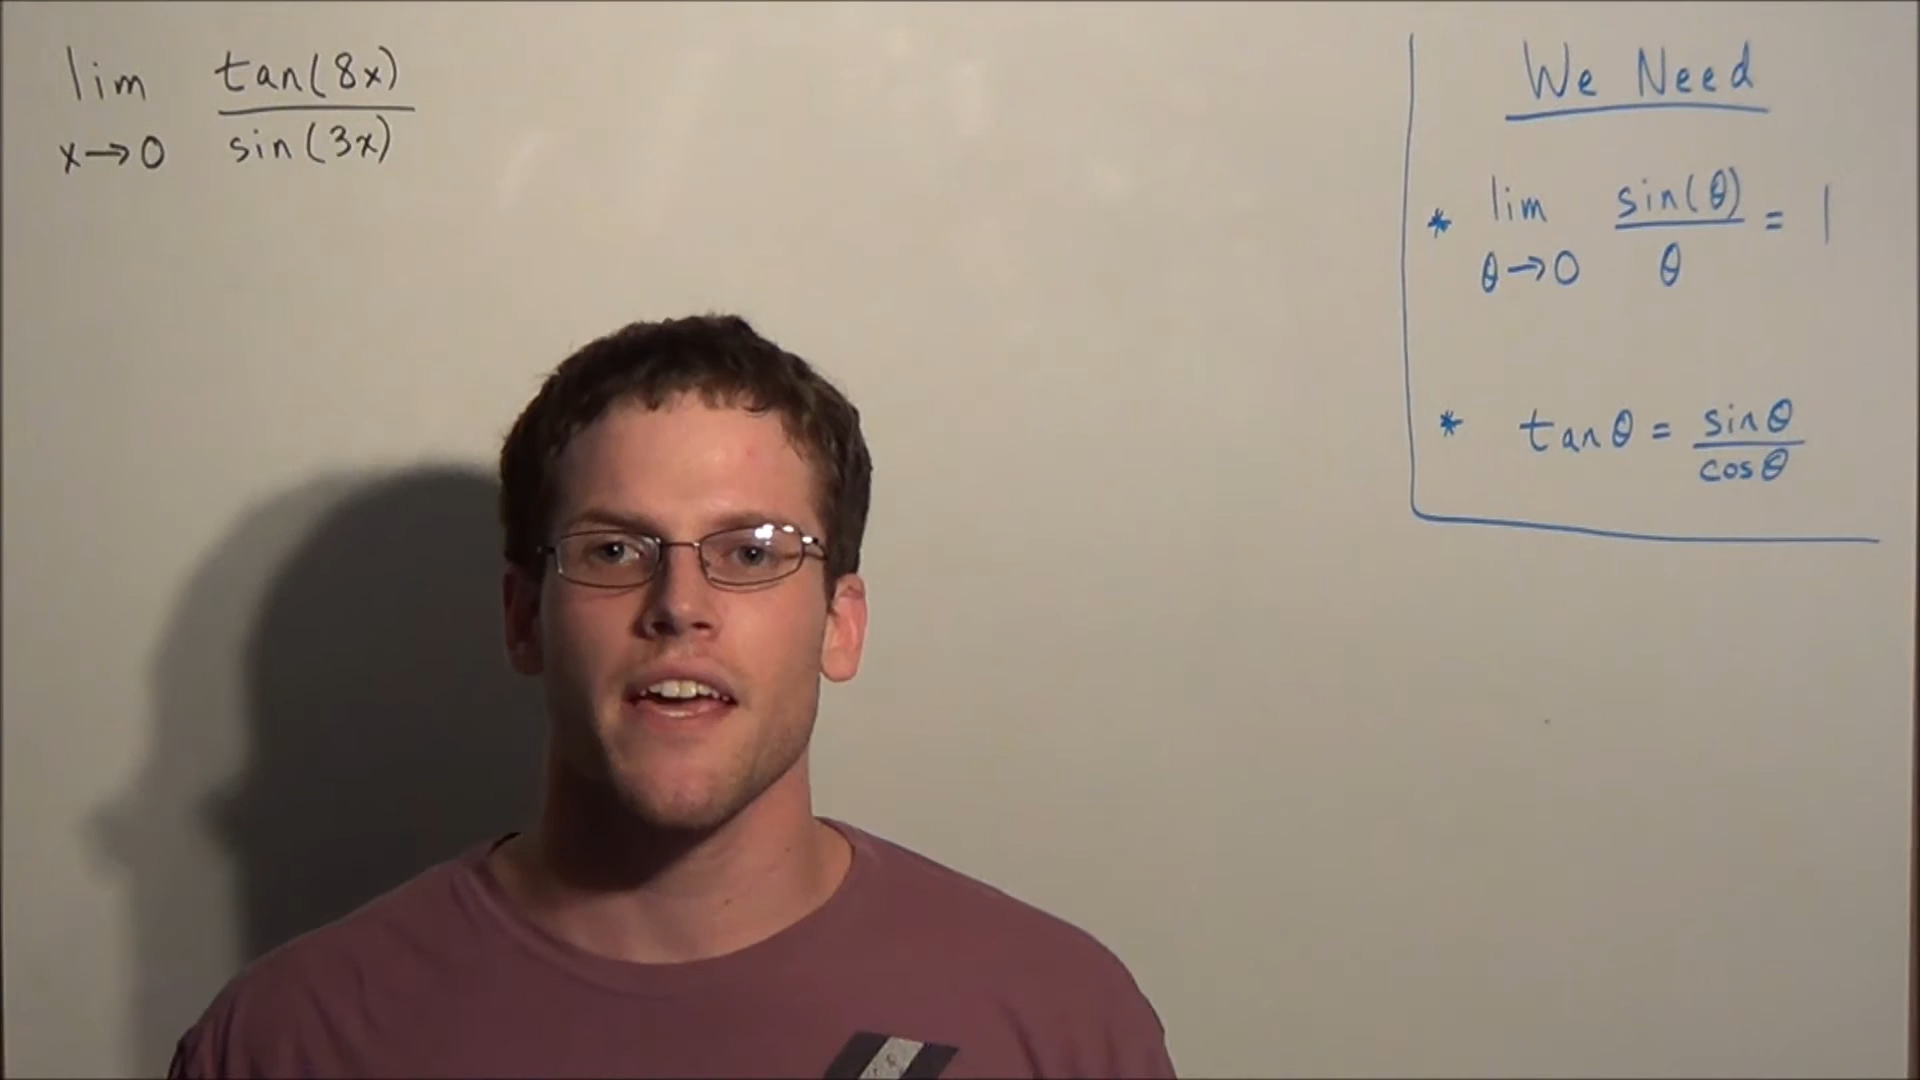 lim tan(8x)
x→0 sin(3x)
We Need
* lim sin(θ) = 1
θ→0 θ
* tanθ = sinθ
cosθ